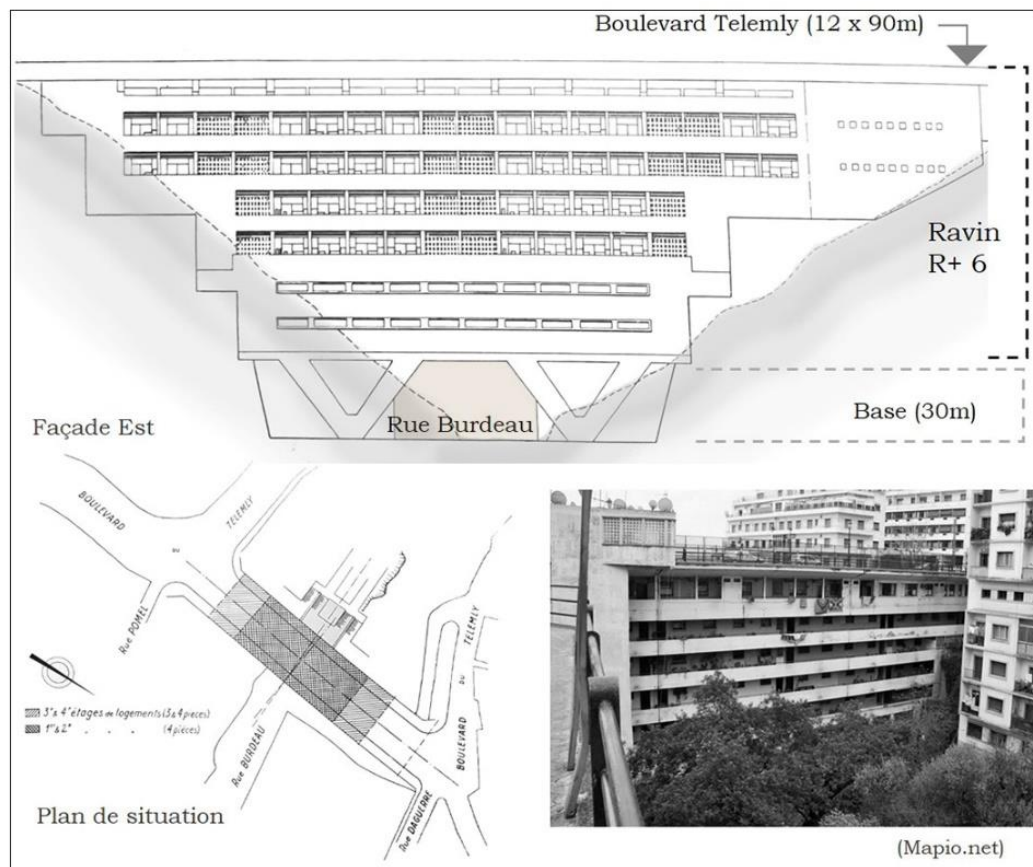 Boulevard Telemly (12 x 90m)
Ravin
R+ 6
Base (30m)
Rue Burdeau
Façade Est
BOULEVARD
DU
TELEMLY
Rue POMEL
3e & 4e étages de logements (3 & 4 pièces)
1er & 2e . . . (4 pièces)
Rue BURDEAU
BOULEVARD
DU
TELEMLY
Rue DAGUERRE
Plan de situation
(Mapio.net)